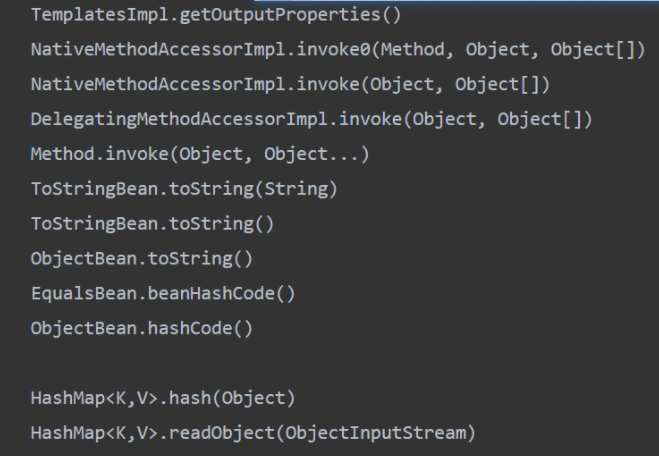 TemplatesImpl.getOutputProperties()
NativeMethodAccessorImpl.invoke0(Method, Object, Object[])
NativeMethodAccessorImpl.invoke(Object, Object[])
DelegatingMethodAccessorImpl.invoke(Object, Object[])
Method.invoke(Object, Object...)
ToStringBean.toString(String)
ToStringBean.toString()
ObjectBean.toString()
EqualsBean.beanHashCode()
ObjectBean.hashCode()
HashMap<K,V>.hash(Object)
HashMap<K,V>.readObject(ObjectInputStream)